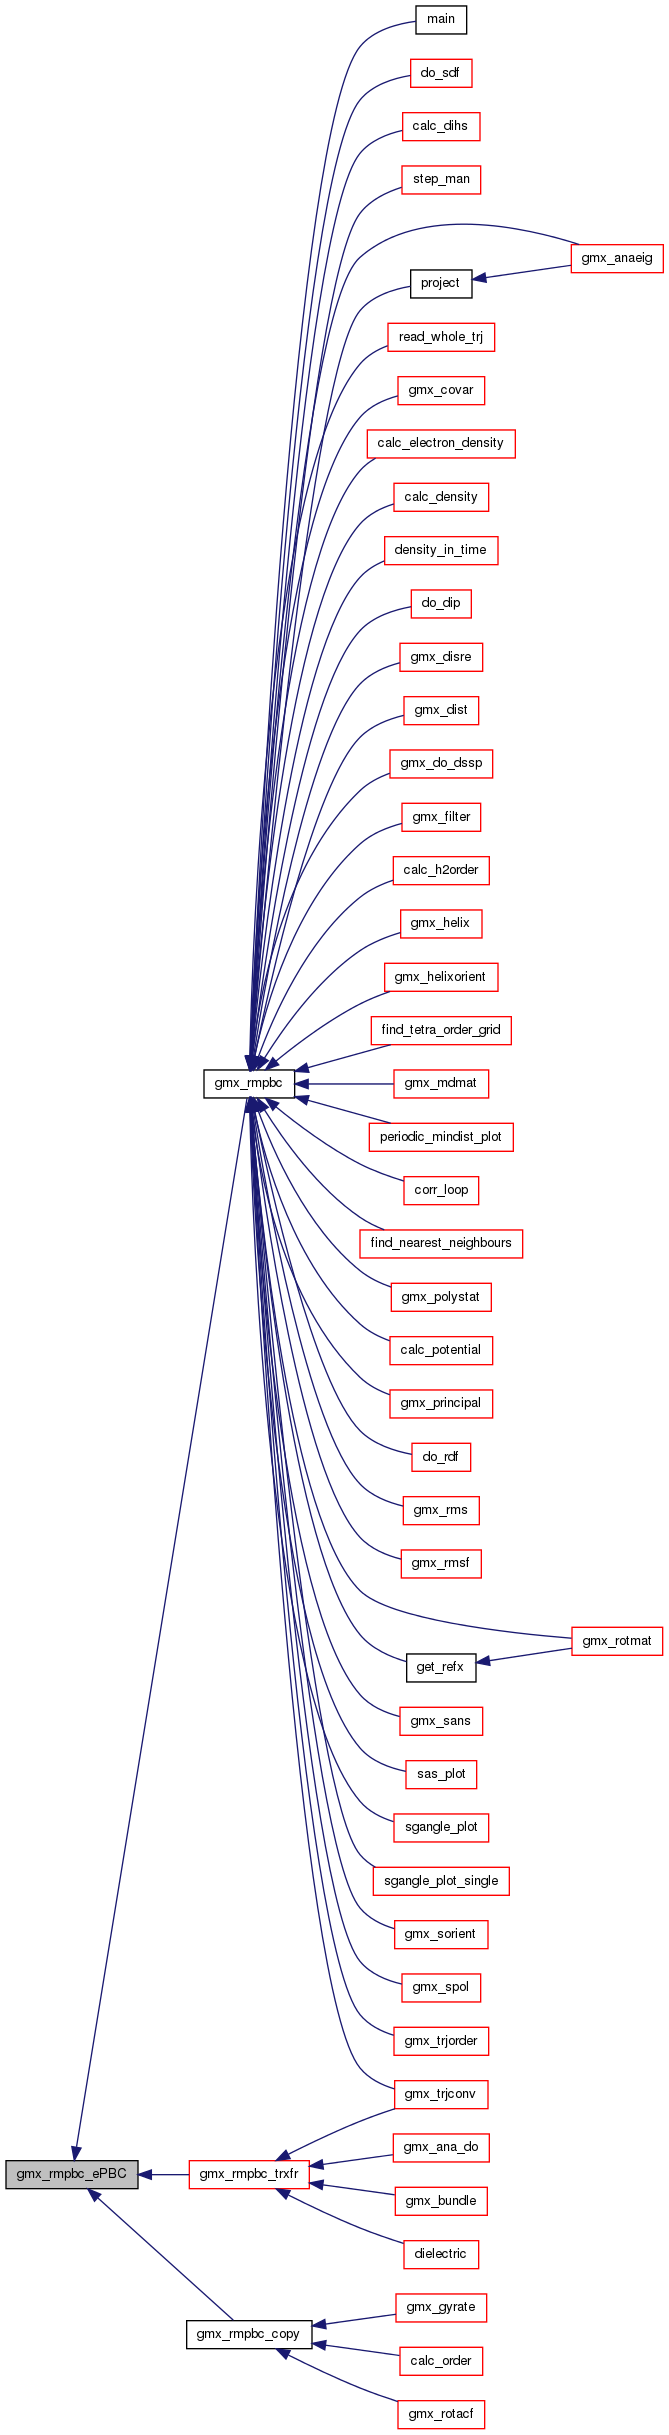 main
do_sdf
calc_dihs
step_man
gmx_anaeig
project
read_whole_trj
gmx_covar
calc_electron_density
calc_density
density_in_time
do_dip
gmx_disre
gmx_dist
gmx_do_dssp
gmx_filter
calc_h2order
gmx_helix
gmx_helixorient
find_tetra_order_grid
gmx_rmpbc
gmx_mdmat
periodic_mindist_plot
corr_loop
find_nearest_neighbours
gmx_polystat
calc_potential
gmx_principal
do_rdf
gmx_rms
gmx_rmsf
gmx_rotmat
get_refx
gmx_sans
sas_plot
sgangle_plot
sgangle_plot_single
gmx_sorient
gmx_spol
gmx_trjorder
gmx_trjconv
gmx_ana_do
gmx_rmpbc_ePBC
gmx_rmpbc_trxfr
gmx_bundle
dielectric
gmx_gyrate
gmx_rmpbc_copy
calc_order
gmx_rotacf